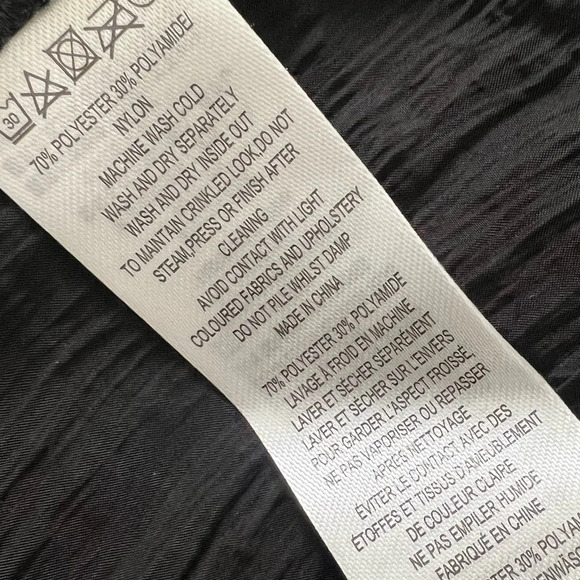 30
70% POLYESTER 30% POLYAMIDE/
NYLON
MACHINE WASH COLD
WASH AND DRY SEPARATELY
WASH AND DRY INSIDE OUT
TO MAINTAIN CRINKLED LOOK,DO NOT
STEAM,PRESS OR FINISH AFTER
CLEANING
AVOID CONTACT WITH LIGHT
COLOURED FABRICS AND UPHOLSTERY
DO NOT PILE WHILST DAMP
MADE IN CHINA
70% POLYESTER 30% POLYAMIDE
LAVAGE À FROID EN MACHINE
LAVER ET SÉCHER SÉPARÉMENT
LAVER ET SÉCHER SUR L'ENVERS
POUR GARDER L'ASPECT FROISSÉ,
NE PAS VAPORISER OU REPASSER
APRÈS NETTOYAGE
EVITER LE CONTACT AVEC DES
ÉTOFFES ET TISSUS D'AMEUBLEMENT
DE COULEUR CLAIRE
NE PAS EMPILER HUMIDE
FABRIQUÉ EN CHINE
30% POLYAM